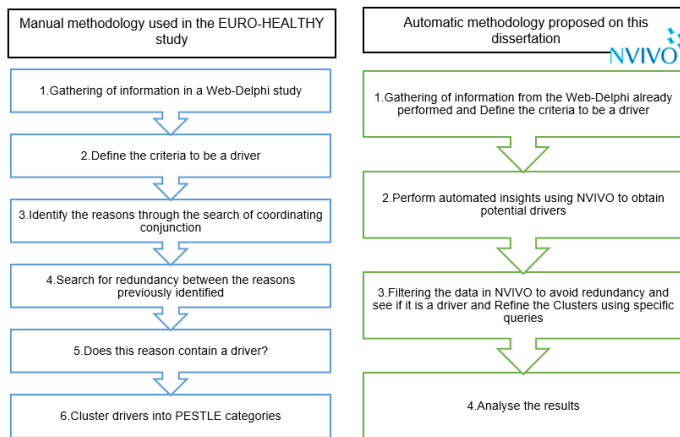 Manual methodology used in the EURO-HEALTHY
study
1.Gathering of information in a Web-Delphi study
2.Define the criteria to be a driver
3.Identify the reasons through the search of coordinating
conjunction
4.Search for redundancy between the reasons
previously identified
5.Does this reason contain a driver?
6.Cluster drivers into PESTLE categories
Automatic methodology proposed on this
dissertation
NVIVO
1.Gathering of information from the Web-Delphi already
performed and Define the criteria to be a driver
2.Perform automated insights using NVIVO to obtain
potential drivers
3.Filtering the data in NVIVO to avoid redundancy and
see if it is a driver and Refine the Clusters using specific
queries
4.Analyse the results